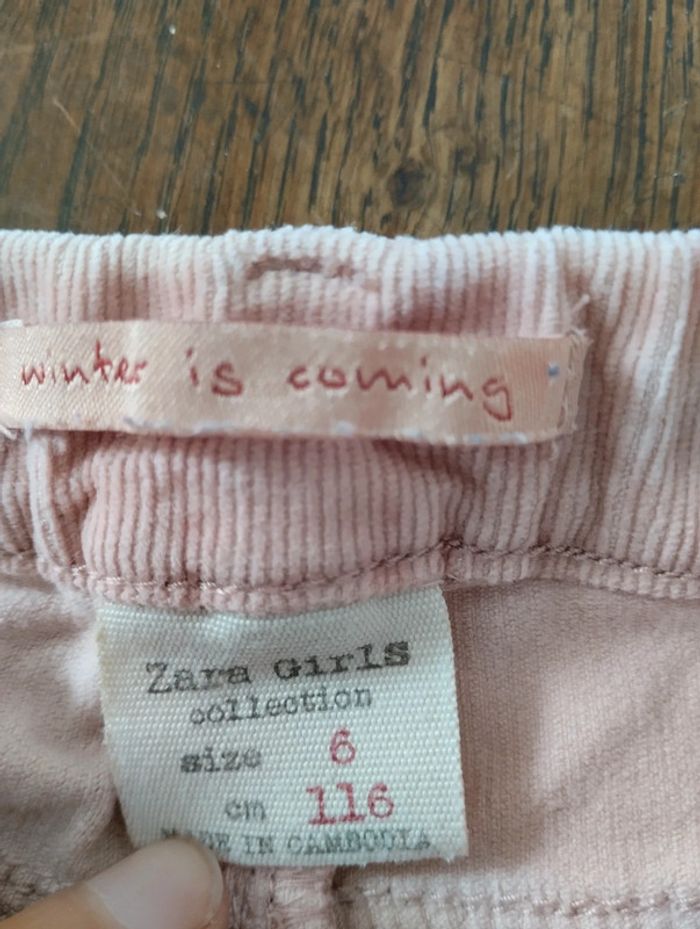 winter is coming
Zara Girls
collection
size 6
cm 116
MADE IN CAMBODIA